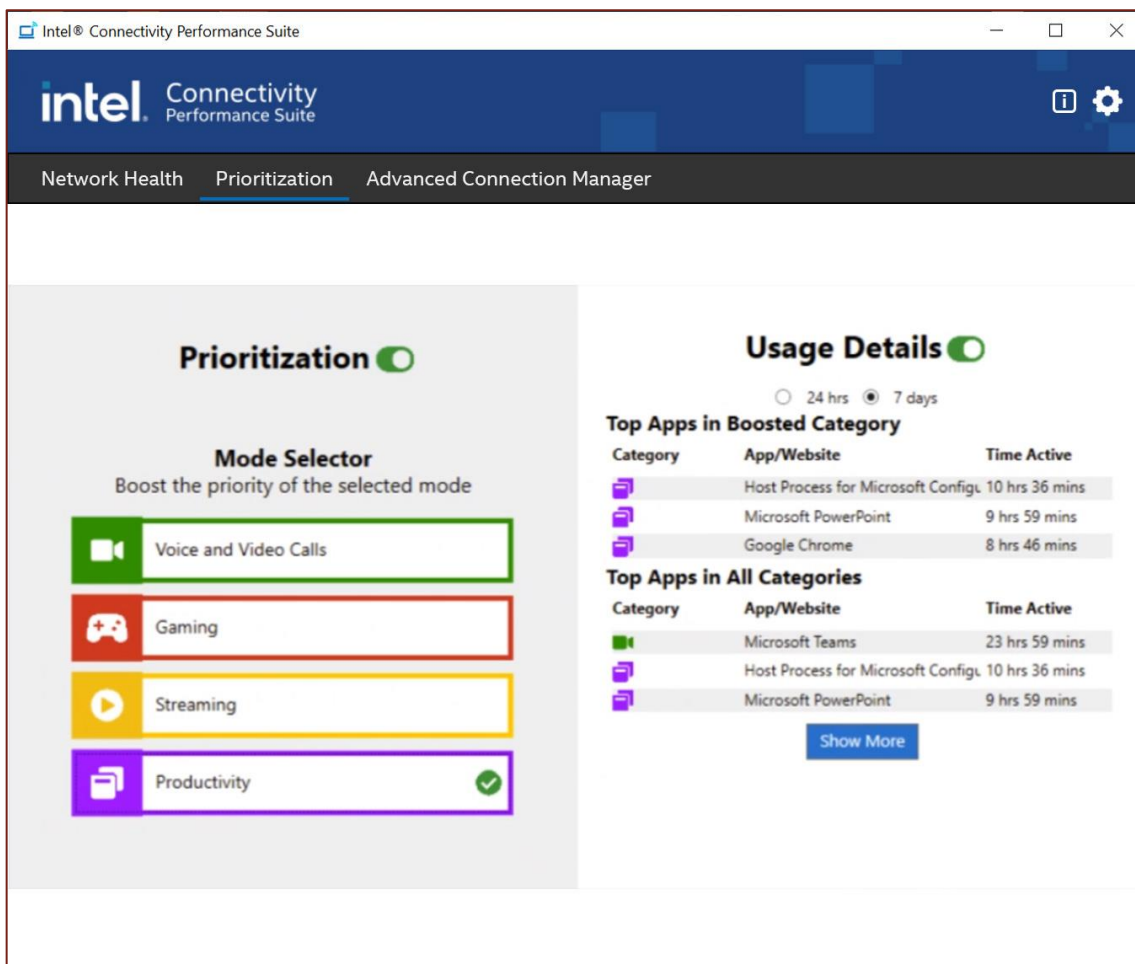 Intel® Connectivity Performance Suite
intel. Connectivity
Performance Suite
Network Health Prioritization Advanced Connection Manager
Prioritization
Mode Selector
Boost the priority of the selected mode
Voice and Video Calls
Gaming
Streaming
Productivity
Usage Details
24 hrs 7 days
Top Apps in Boosted Category
Category App/Website Time Active
Host Process for Microsoft Configu 10 hrs 36 mins
Microsoft PowerPoint 9 hrs 59 mins
Google Chrome 8 hrs 46 mins
Top Apps in All Categories
Category App/Website Time Active
Microsoft Teams 23 hrs 59 mins
Host Process for Microsoft Configu 10 hrs 36 mins
Microsoft PowerPoint 9 hrs 59 mins
Show More